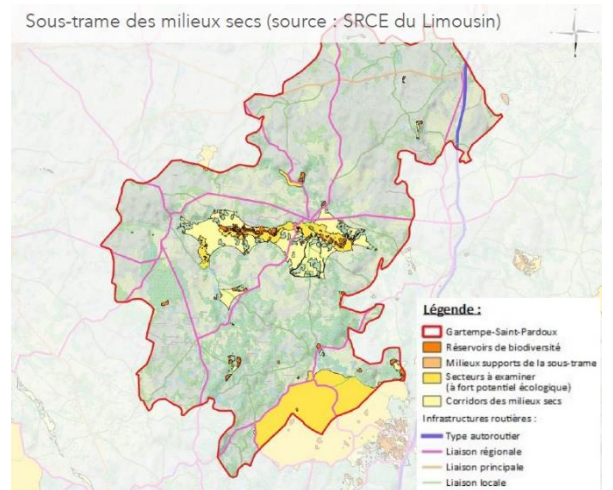 Sous-trame des milieux secs (source : SRCE du Limousin)
Légende :
Gartempe-Saint-Pardoux
Réservoirs de biodiversité
Milieux supports de la sous-trame
Secteurs à examiner
(à fort potentiel écologique)
Corridors des milieux secs
Infrastructures routières :
Type autoroutier
Liaison régionale
Liaison principale
Liaison locale